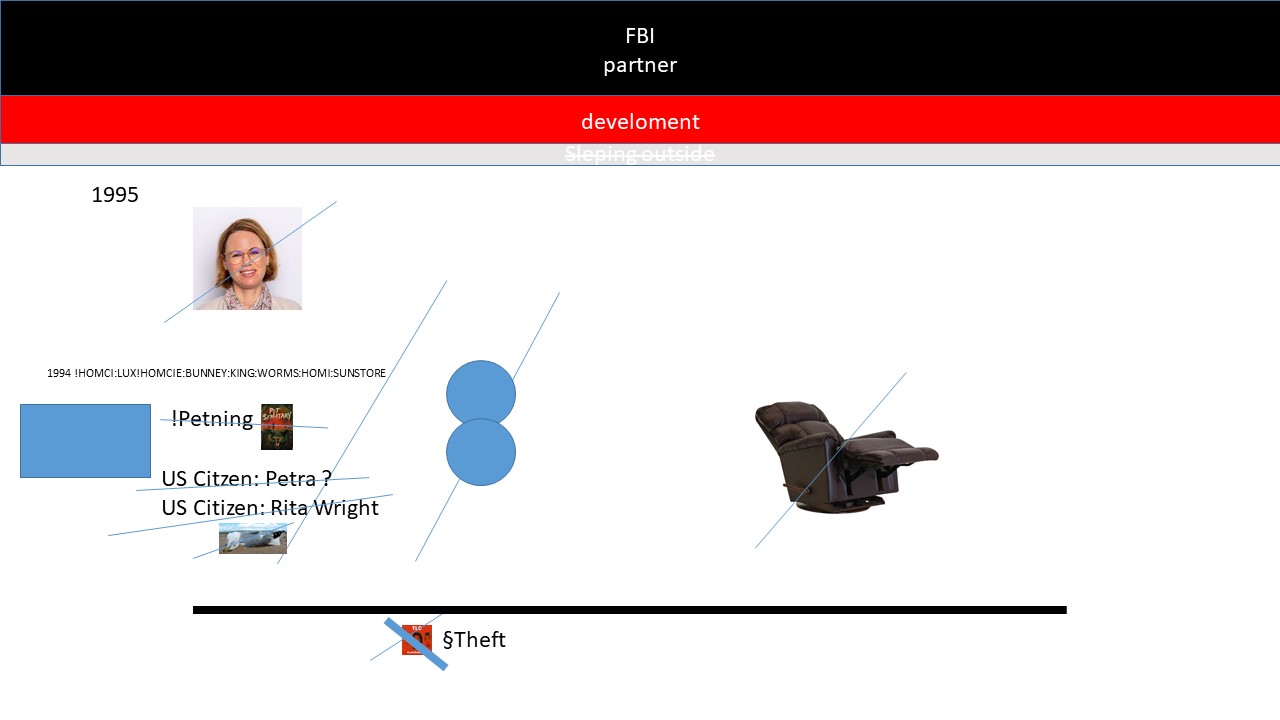 FBI
partner
develoment
Sleping outside
1995
1994 !HOMCI:LUX!HOMCIE:BUNNEY:KING:WORMS:HOMI:SUNSTORE
!Petning
PET
SEMATARY
US Citzen: Petra ?
US Citizen: Rita Wright
TLC
§Theft